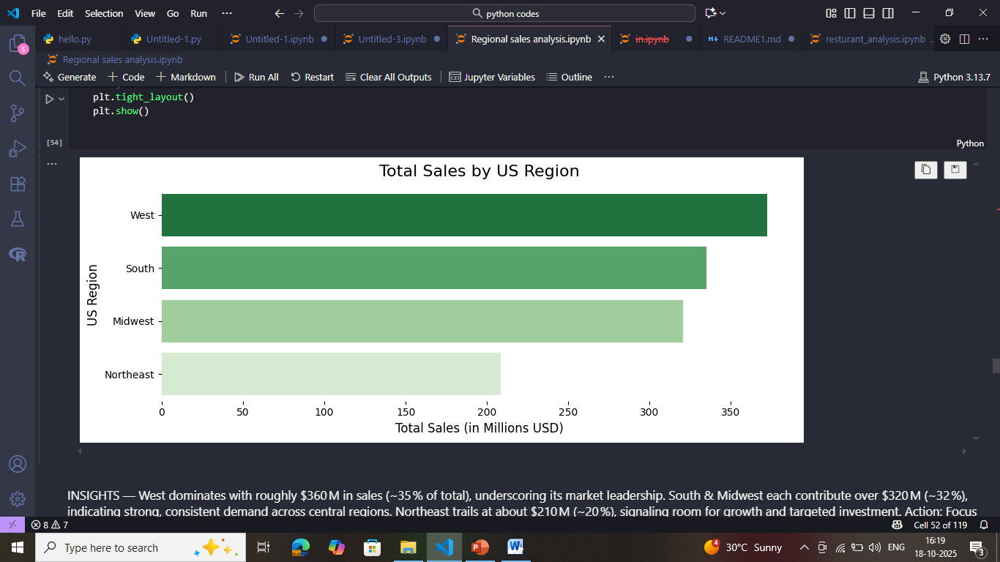 File Edit Selection View Go Run ··· python codes
hello.py Untitled-1.py Untitled-1.ipynb Untitled-3.ipynb Regional sales analysis.ipynb in.ipynb README1.md resturant_analysis.ipynb ...
5
Regional sales analysis.ipynb
Generate Code Markdown Run All Restart Clear All Outputs Jupyter Variables Outline ··· Python 3.13.7
plt.tight_layout()
plt.show()
[54] Python
Total Sales by US Region
West
South
Midwest
Northeast
US Region
0 50 100 150 200 250 300 350
Total Sales (in Millions USD)
INSIGHTS — West dominates with roughly $360 M in sales (~35 % of total), underscoring its market leadership. South & Midwest each contribute over $320 M (~32 %),
indicating strong, consistent demand across central regions. Northeast trails at about $210 M (~20 %), signaling room for growth and targeted investment. Action: Focus
8 7 Cell 52 of 119
Type here to search 4 30°C Sunny ENG 16:19
18-10-2025 3